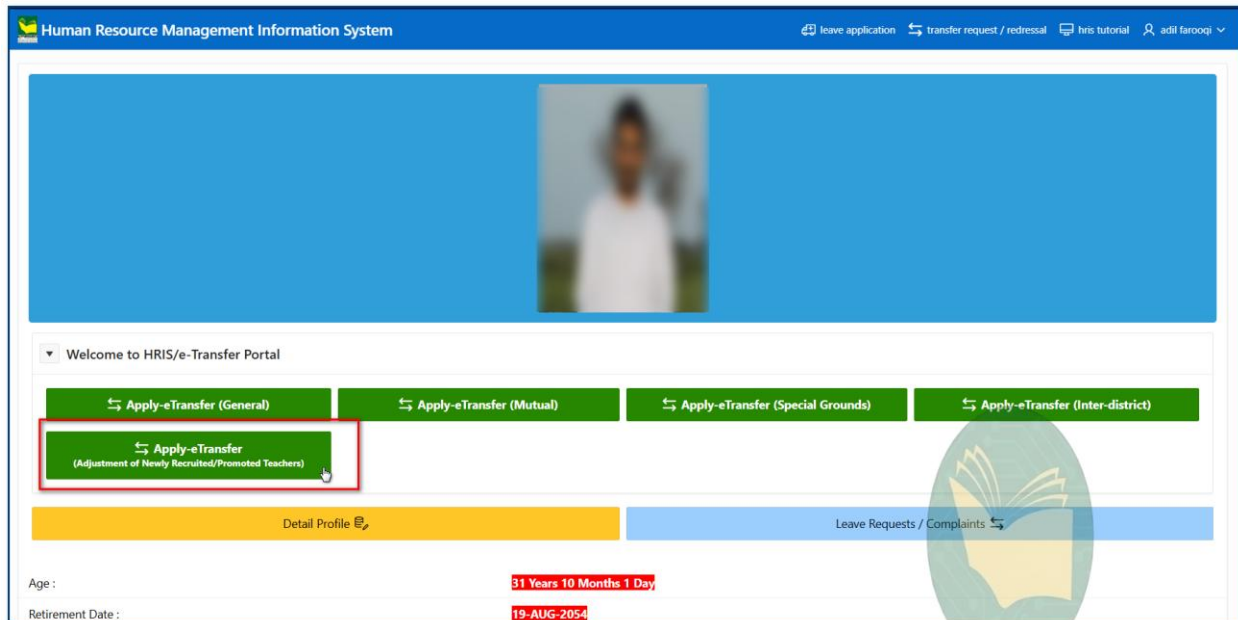 Human Resource Management Information System
leave application
transfer request / redressal
hris tutorial
adil farooqi
Welcome to HRIS/e-Transfer Portal
Apply-eTransfer (General)
Apply-eTransfer (Mutual)
Apply-eTransfer (Special Grounds)
Apply-eTransfer (Inter-district)
Apply-eTransfer
(Adjustment of Newly Recruited/Promoted Teachers)
Detail Profile
Leave Requests / Complaints
Age :
31 Years 10 Months 1 Day
Retirement Date :
19-AUG-2054